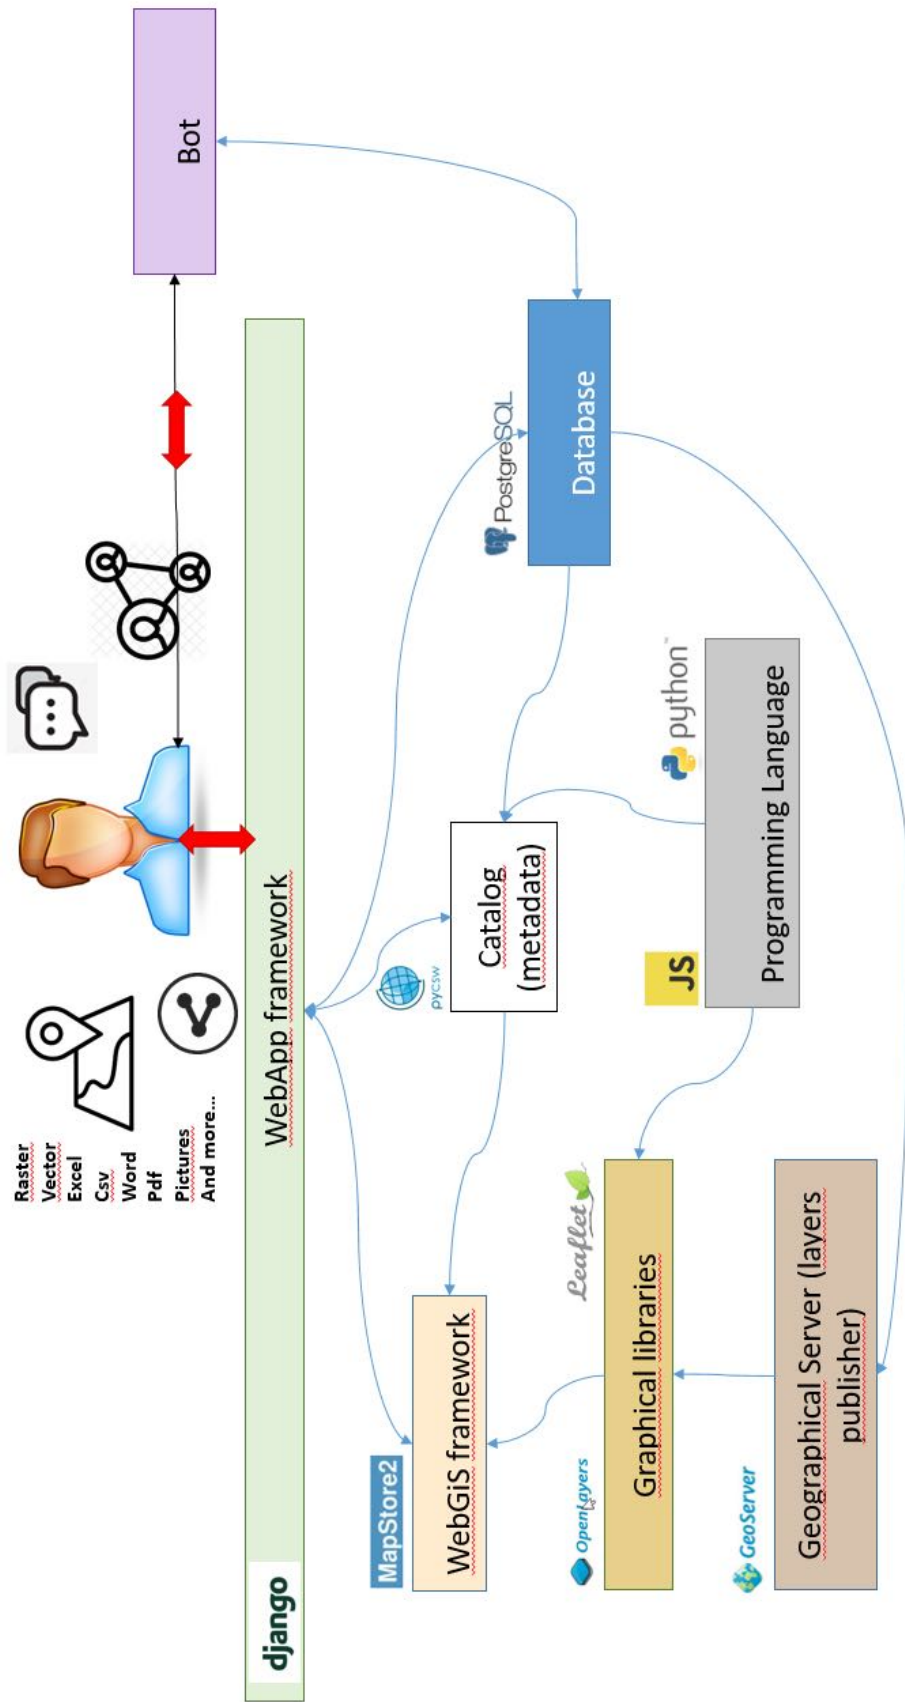 Raster
Vector
Excel
Csv
Word
Pdf
Pictures
And more...
Bot
django
WebApp framework
MapStore2
WebGiS framework
pycsw
Catalog
(metadata)
PostgreSQL
Database
OpenLayers
Leaflet
Graphical libraries
JS
python™
Programming Language
GeoServer
Geographical Server (layers
publisher)